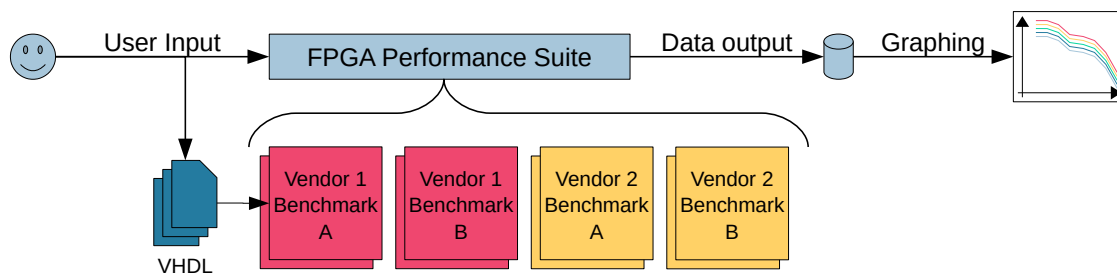 User Input
FPGA Performance Suite
Data output
Graphing
Vendor 1
Benchmark
A
Vendor 1
Benchmark
B
Vendor 2
Benchmark
A
Vendor 2
Benchmark
B
VHDL